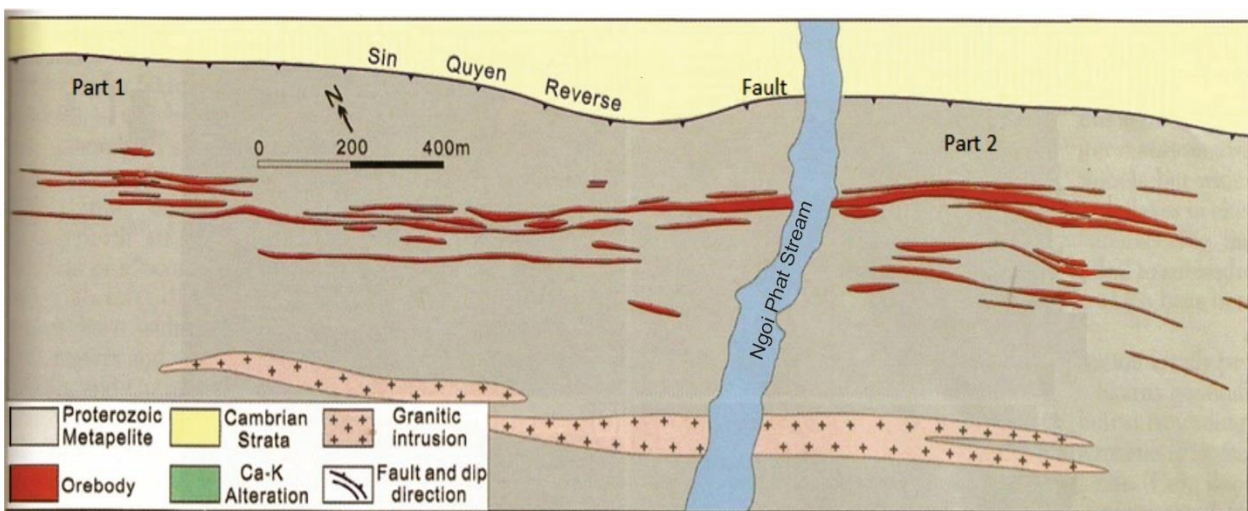 Sin Quyen Reverse Fault
Part 1
N
0 200 400m
Part 2
Ngoi Phat Stream
Proterozoic
Metapelite
Cambrian
Strata
Granitic
intrusion
Orebody
Ca-K
Alteration
Fault and dip
direction